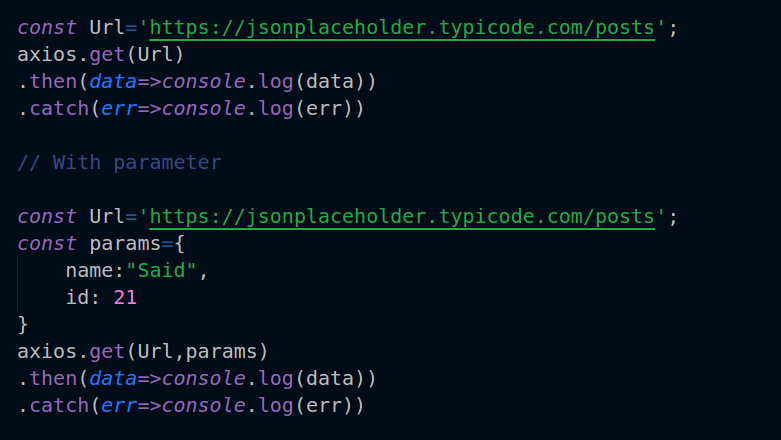 const Url='https://jsonplaceholder.typicode.com/posts';
axios.get(Url)
.then(data=>console.log(data))
.catch(err=>console.log(err))
// With parameter
const Url='https://jsonplaceholder.typicode.com/posts';
const params={
    name:"Said",
    id: 21
}
axios.get(Url,params)
.then(data=>console.log(data))
.catch(err=>console.log(err))